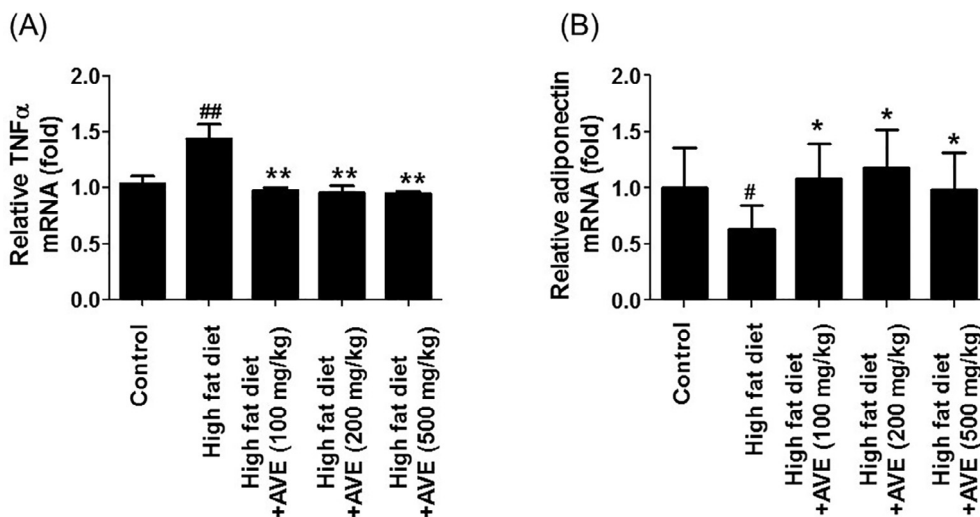 (A)
Relative TNFα
mRNA (fold)
2.0
1.5
1.0
0.5
0.0
##
**
**
**
Control
High fat diet
High fat diet
+AVE (100 mg/kg)
High fat diet
+AVE (200 mg/kg)
High fat diet
+AVE (500 mg/kg)
(B)
Relative adiponectin
mRNA (fold)
2.0
1.5
1.0
0.5
0.0
#
*
*
*
Control
High fat diet
High fat diet
+AVE (100 mg/kg)
High fat diet
+AVE (200 mg/kg)
High fat diet
+AVE (500 mg/kg)